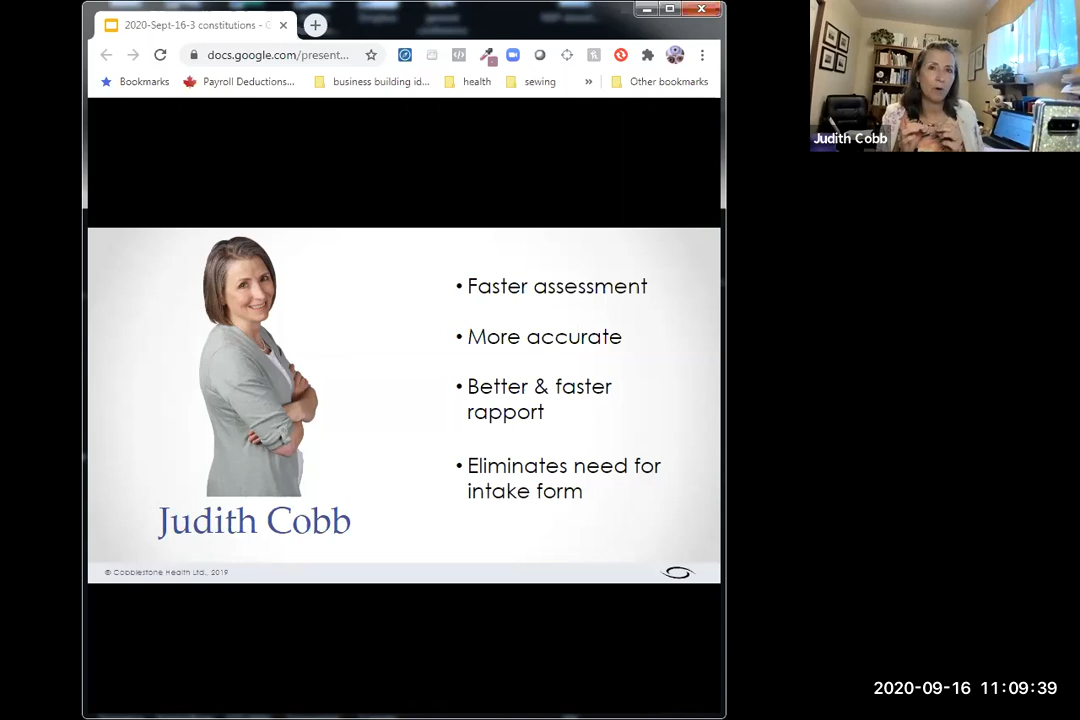 2020-Sept-16-3 constitutions - G
docs.google.com/present...
Bookmarks
Payroll Deductions...
business building id...
health
sewing
»
Other bookmarks
Judith Cobb
• Faster assessment
• More accurate
• Better & faster
rapport
• Eliminates need for
intake form
Judith Cobb
© Cobblestone Health Ltd., 2019
2020-09-16 11:09:39